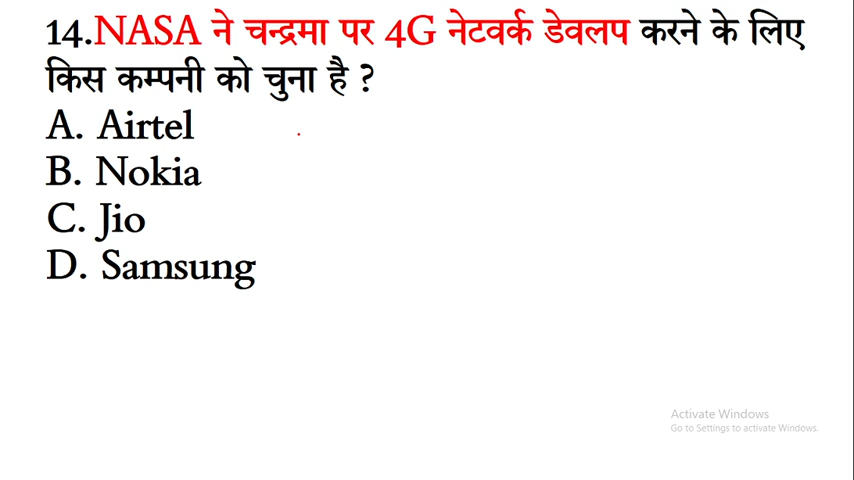 14.NASA ने चन्द्रमा पर 4G नेटवर्क डेवलप करने के लिए
किस कम्पनी को चुना है ?
A. Airtel
B. Nokia
C. Jio
D. Samsung
Activate Windows
Go to Settings to activate Windows.